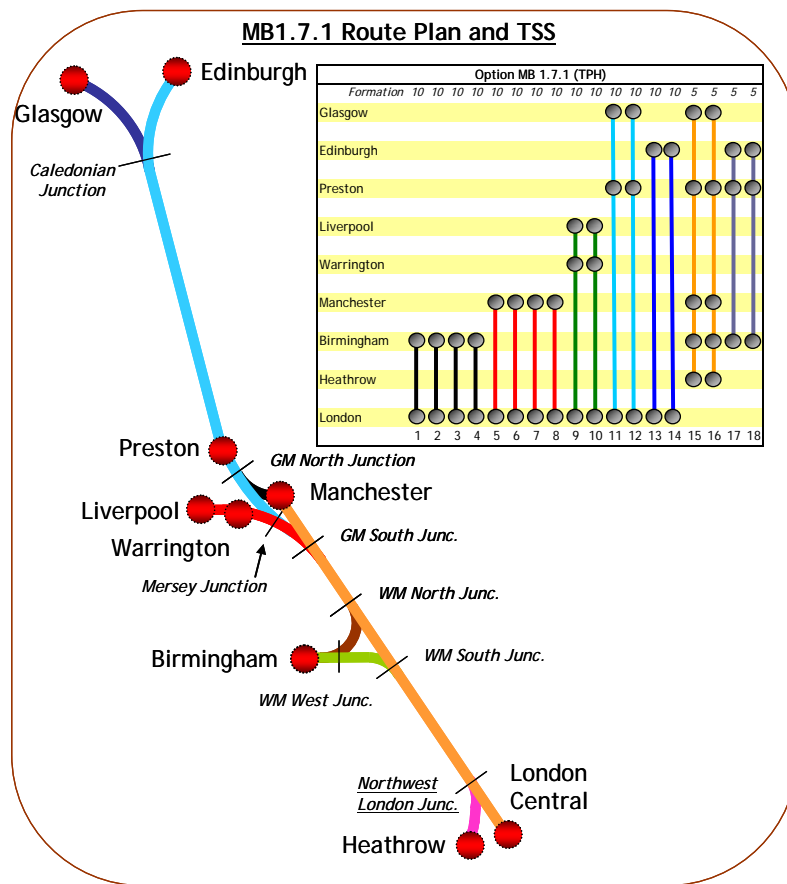 MB1.7.1 Route Plan and TSS
Edinburgh
Glasgow
Caledonian
Junction
Option MB 1.7.1 (TPH)
Formation 10 10 10 10 10 10 10 10 10 10 10 10 10 10 5 5 5 5
Glasgow
Edinburgh
Preston
Liverpool
Warrington
Manchester
Birmingham
Heathrow
London
1 2 3 4 5 6 7 8 9 10 11 12 13 14 15 16 17 18
Preston
GM North Junction
Manchester
Liverpool
Warrington
GM South Junc.
Mersey Junction
WM North Junc.
Birmingham
WM South Junc.
WM West Junc.
Northwest
London Junc.
London
Central
Heathrow